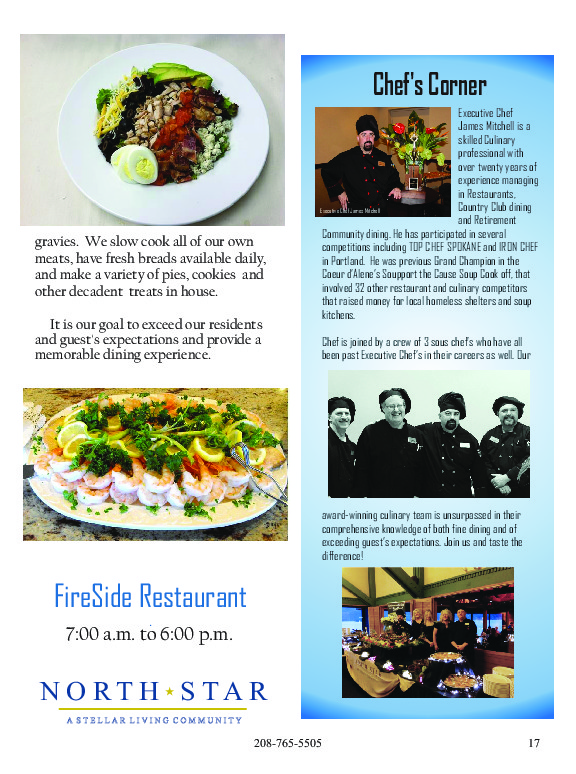 gravies. We slow cook all of our own
meats, have fresh breads available daily,
and make a variety of pies, cookies and
other decadent treats in house.
It is our goal to exceed our residents
and guest's expectations and provide a
memorable dining experience.
FireSide Restaurant
7:00 a.m. to 6:00 p.m.
NORTH STAR
A STELLAR LIVING COMMUNITY
Chef's Corner
Executive Chef James Mitchell
Executive Chef
James Mitchell is a
skilled Culinary
professional with
over twenty years of
experience managing
in Restaurants,
Country Club dining
and Retirement
Community dining. He has participated in several
competitions including TOP CHEF SPOKANE and IRON CHEF
in Portland. He was previous Grand Champion in the
Coeur d'Alene's Soupport the Cause Soup Cook off, that
involved 32 other restaurant and culinary competitors
that raised money for local homeless shelters and soup
kitchens.
Chef is joined by a crew of 3 sous chef's who have all
been past Executive Chef's in their careers as well. Our
award-winning culinary team is unsurpassed in their
comprehensive knowledge of both fine dining and of
exceeding guest's expectations. Join us and taste the
difference!
208-765-5505
17